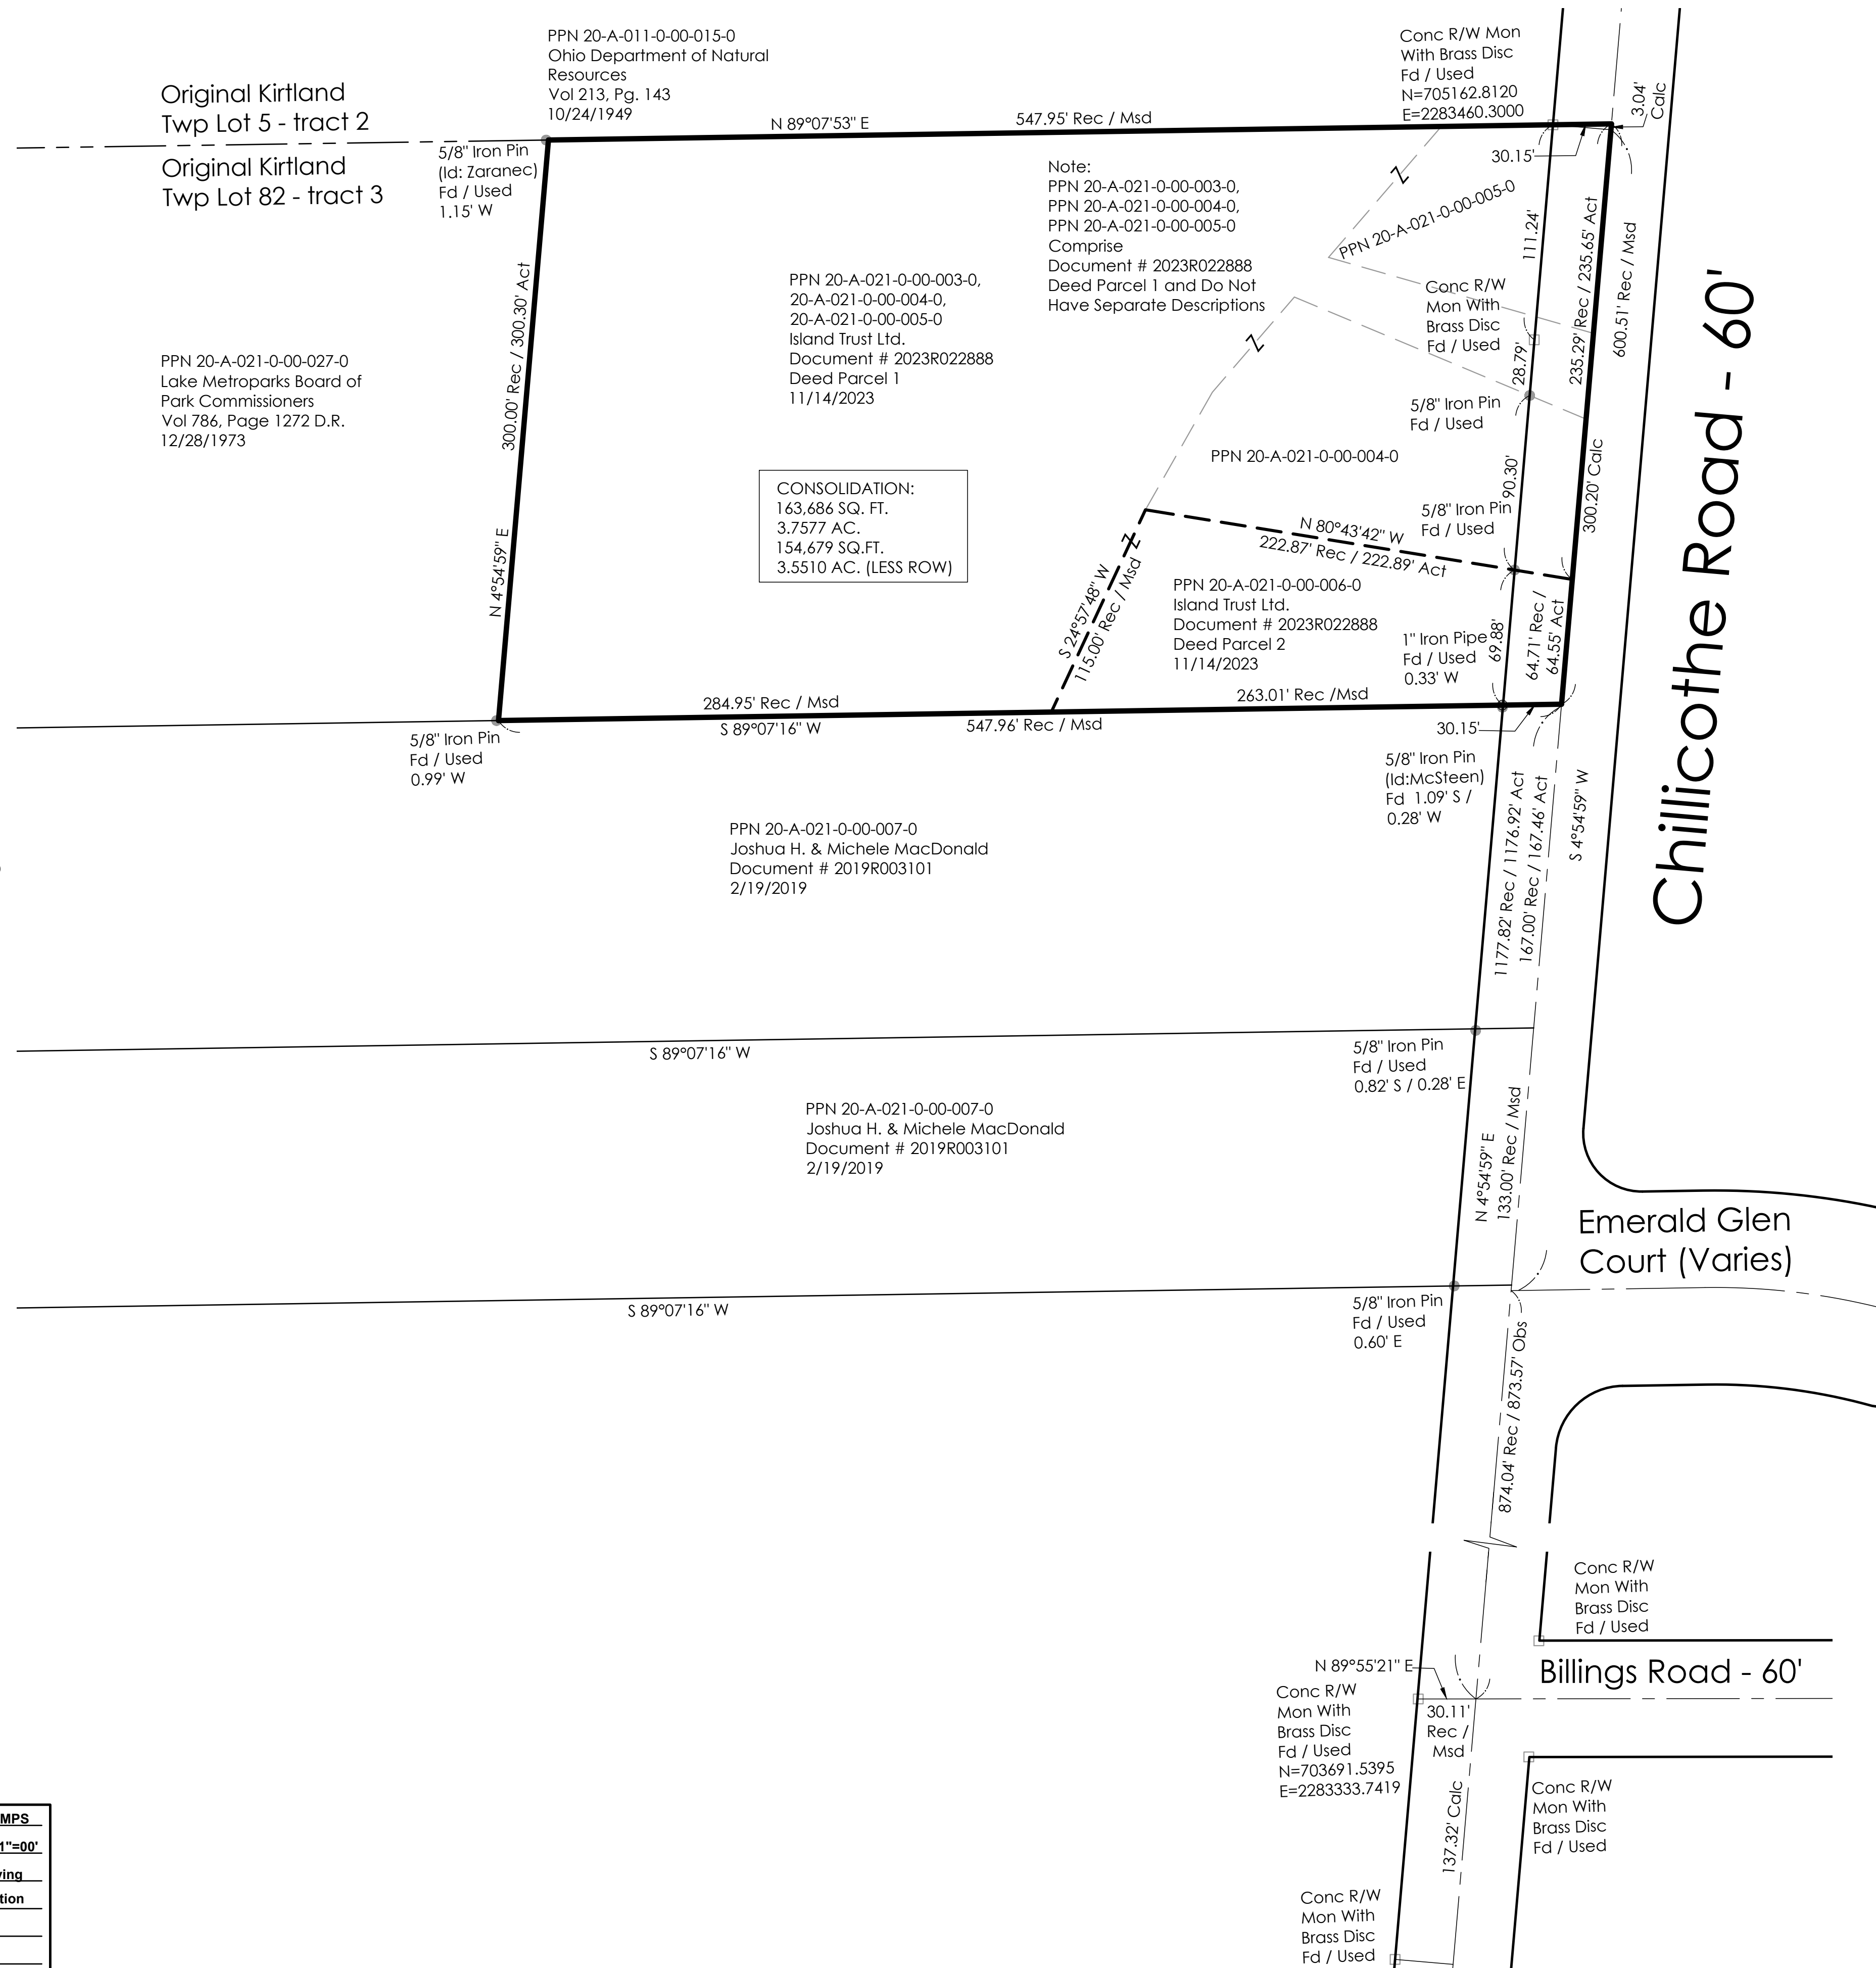 PPN 20-A-011-0-00-015-0
Ohio Department of Natural
Resources
Vol 213, Pg. 143
10/24/1949
Conc R/W Mon
With Brass Disc
Fd / Used
N=705162.8120
E=2283460.3000
3.04'
Calc
Original Kirtland
Twp Lot 5 - tract 2
Original Kirtland
Twp Lot 82 - tract 3
N 89°07'53" E
547.95' Rec / Msd
5/8" Iron Pin
(Id: Zaranec)
Fd / Used
1.15' W
30.15'
Note:
PPN 20-A-021-0-00-003-0,
PPN 20-A-021-0-00-004-0,
PPN 20-A-021-0-00-005-0
Comprise
Document # 2023R022888
Deed Parcel 1 and Do Not
Have Separate Descriptions
Z
PPN 20-A-021-0-00-005-0
111.24'
235.29' Rec / 235.65' Act
600.51' Rec / Msd
300.00' Rec / 300.30' Act
N 4°54'59" E
PPN 20-A-021-0-00-003-0,
20-A-021-0-00-004-0,
20-A-021-0-00-005-0
Island Trust Ltd.
Document # 2023R022888
Deed Parcel 1
11/14/2023
Conc R/W
Mon With
Brass Disc
Fd / Used
Z
28.79'
PPN 20-A-021-0-00-027-0
Lake Metroparks Board of
Park Commissioners
Vol 786, Page 1272 D.R.
12/28/1973
5/8" Iron Pin
Fd / Used
PPN 20-A-021-0-00-004-0
90.30'
300.20' Calc
Chillicothe Road - 60'
CONSOLIDATION:
163,686 SQ. FT.
3.7577 AC.
154,679 SQ.FT.
3.5510 AC. (LESS ROW)
5/8" Iron Pin
Fd / Used
N 80°43'42" W
222.87' Rec / 222.89' Act
Z
S 24°57'48" W
115.00' Rec / Msd
PPN 20-A-021-0-00-006-0
Island Trust Ltd.
Document # 2023R022888
Deed Parcel 2
11/14/2023
1" Iron Pipe
Fd / Used
0.33' W
69.88'
64.71' Rec /
64.55' Act
284.95' Rec / Msd
263.01' Rec /Msd
S 89°07'16" W
547.96' Rec / Msd
30.15'
5/8" Iron Pin
Fd / Used
0.99' W
5/8" Iron Pin
(Id:McSteen)
Fd 1.09' S /
0.28' W
1177.82' Rec / 1176.92' Act
167.00' Rec / 167.46' Act
S 4°54'59" W
PPN 20-A-021-0-00-007-0
Joshua H. & Michele MacDonald
Document # 2019R003101
2/19/2019
S 89°07'16" W
5/8" Iron Pin
Fd / Used
0.82' S / 0.28' E
PPN 20-A-021-0-00-007-0
Joshua H. & Michele MacDonald
Document # 2019R003101
2/19/2019
N 4°54'59" E
133.00' Rec / Msd
Emerald Glen
Court (Varies)
S 89°07'16" W
5/8" Iron Pin
Fd / Used
0.60' E
874.04' Rec / 873.57' Obs
Conc R/W
Mon With
Brass Disc
Fd / Used
N 89°55'21" E
Billings Road - 60'
Conc R/W
Mon With
Brass Disc
Fd / Used
N=703691.5395
E=2283333.7419
30.11'
Rec /
Msd
137.32' Calc
Conc R/W
Mon With
Brass Disc
Fd / Used
Conc R/W
Mon With
Brass Disc
Fd / Used
MPS
1"=00'